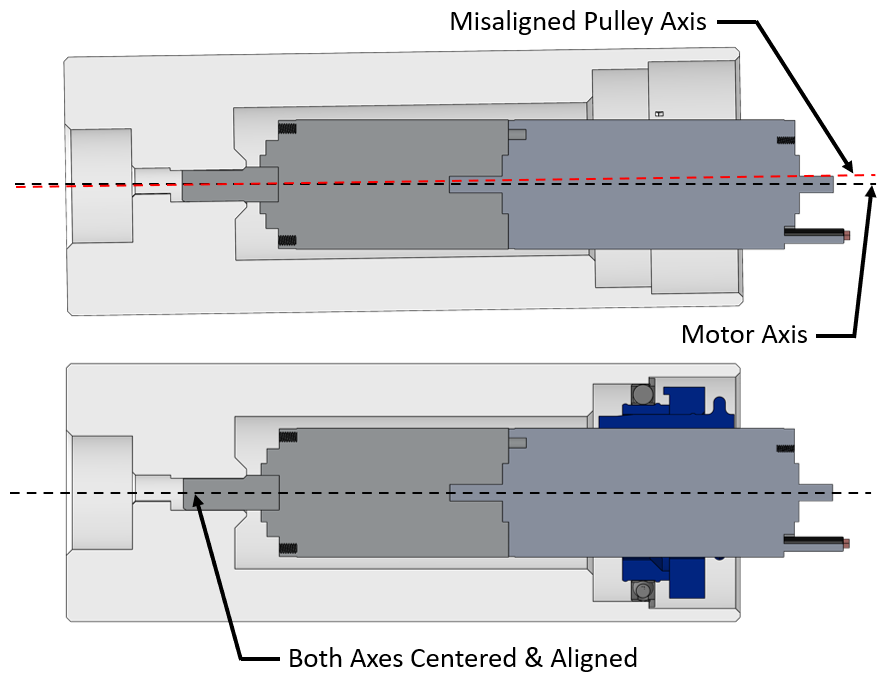 Misaligned Pulley Axis
Motor Axis
Both Axes Centered & Aligned